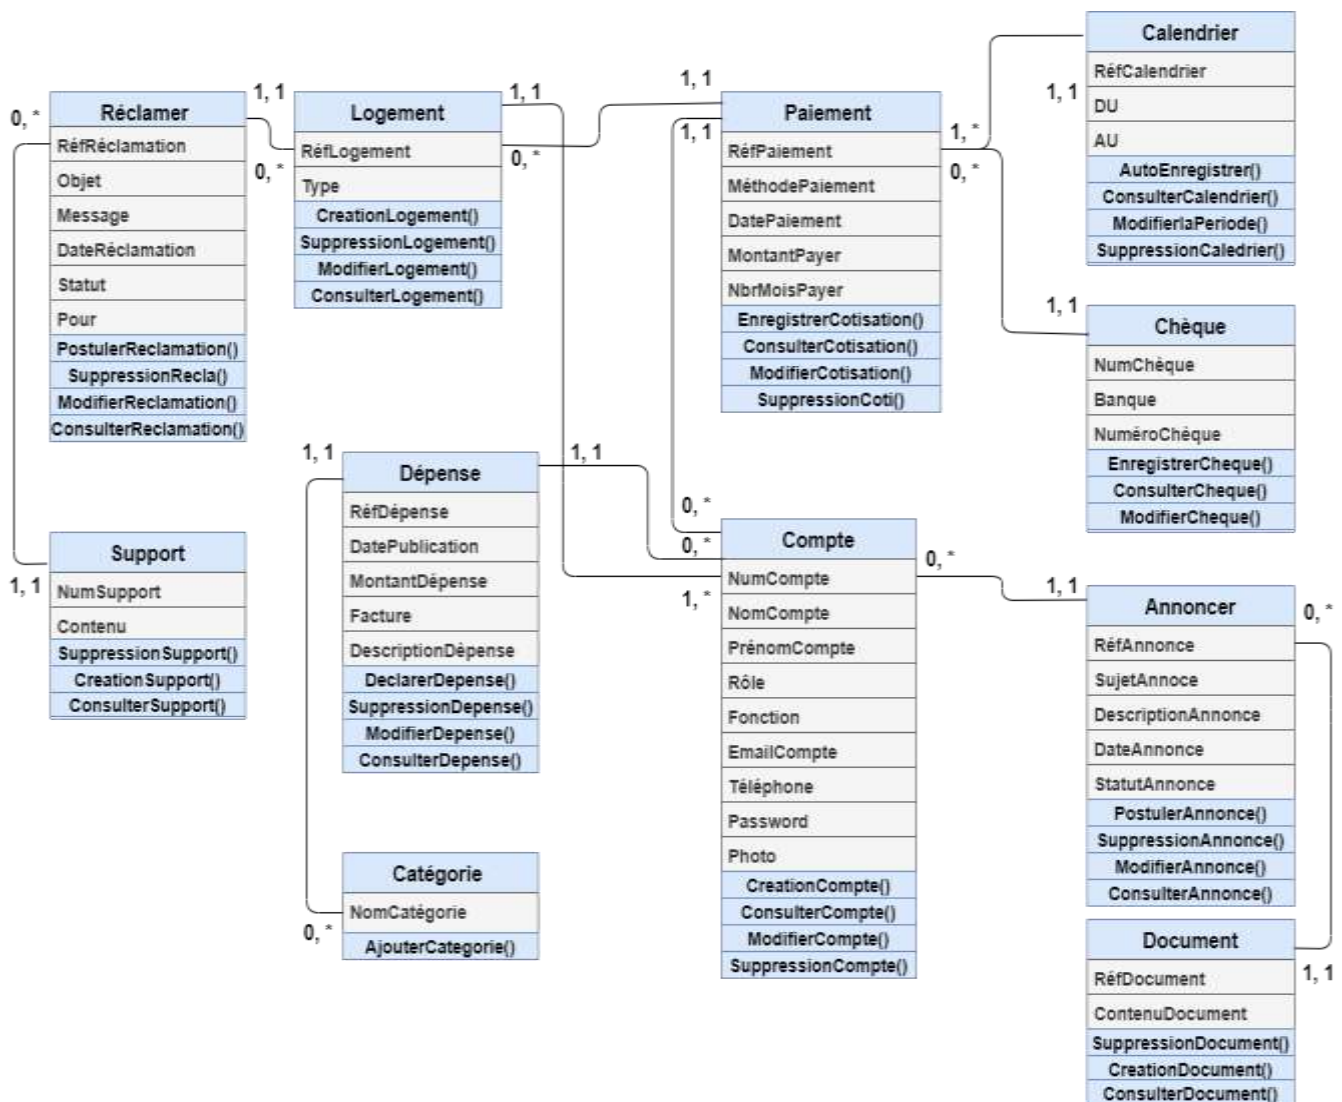 Calendrier
RéfCalendrier
DU
AU
AutoEnregistrer()
ConsulterCalendrier()
ModifierlaPeriode()
SuppressionCaledrier()
1, 1
1, *
0, *
1, 1
0, *
Réclamer
RéfRéclamation
Objet
Message
DateRéclamation
Statut
Pour
PostulerReclamation()
SuppressionRecla()
ModifierReclamation()
ConsulterReclamation()
1, 1
0, *
Logement
RéfLogement
Type
CreationLogement()
SuppressionLogement()
ModifierLogement()
ConsulterLogement()
1, 1
0, *
1, 1
1, 1
Paiement
RéfPaiement
MéthodePaiement
DatePaiement
MontantPayer
NbrMoisPayer
EnregistrerCotisation()
ConsulterCotisation()
ModifierCotisation()
SuppressionCoti()
Chèque
NumChèque
Banque
NuméroChèque
EnregistrerCheque()
ConsulterCheque()
ModifierCheque()
1, 1
Dépense
RéfDépense
DatePublication
MontantDépense
Facture
DescriptionDépense
DeclarerDepense()
SuppressionDepense()
ModifierDepense()
ConsulterDepense()
1, 1
0, *
0, *
1, *
Support
NumSupport
Contenu
SuppressionSupport()
CreationSupport()
ConsulterSupport()
1, 1
Compte
NumCompte
NomCompte
PrénomCompte
Rôle
Fonction
EmailCompte
Téléphone
Password
Photo
CreationCompte()
ConsulterCompte()
ModifierCompte()
SuppressionCompte()
0, *
1, 1
Annoncer
RéfAnnonce
SujetAnnoce
DescriptionAnnonce
DateAnnonce
StatutAnnonce
PostulerAnnonce()
SuppressionAnnonce()
ModifierAnnonce()
ConsulterAnnonce()
0, *
Catégorie
NomCatégorie
AjouterCategorie()
0, *
Document
RéfDocument
ContenuDocument
SuppressionDocument()
CreationDocument()
ConsulterDocument()
1, 1